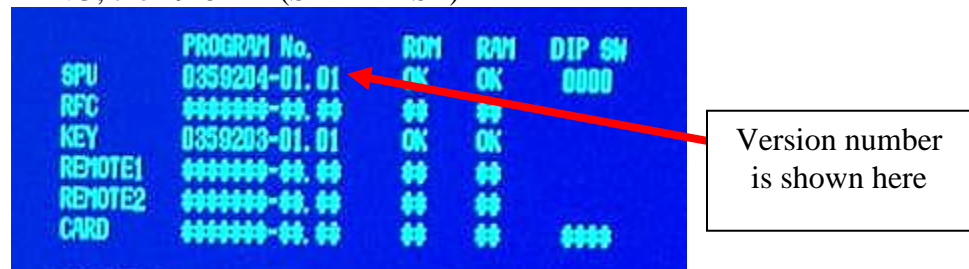 PROGRAM No. ROM RAM DIP SW
SPU 0359204-01.01 OK OK 0000
RFC #######-##.## ## ##
KEY 0359203-01.01 OK OK
REMOTE1 #######-##.## ## ##
REMOTE2 #######-##.## ## ##
CARD #######-##.## ## ## ####
Version number
is shown here